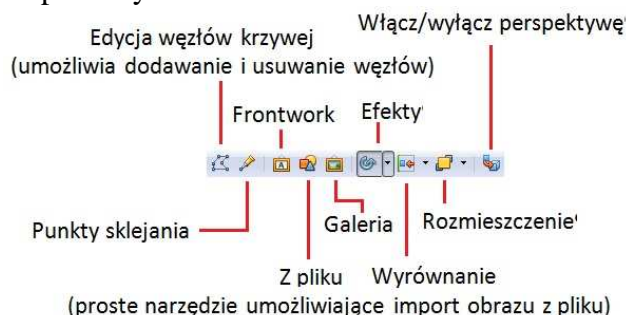 Włącz/wyłącz perspektywę
Edycja węzłów krzywej
(umożliwia dodawanie i usuwanie węzłów)
Frontwork
Efekty
A
Punkty sklejania
Galeria
Rozmieszczenie
Z pliku
Wyrównanie
(proste narzędzie umożliwiające import obrazu z pliku)